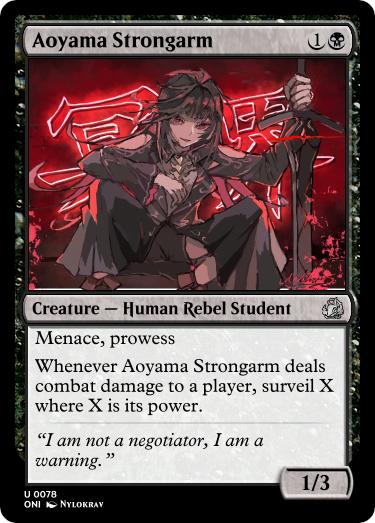 Aoyama Strongarm 1
Creature — Human Rebel Student
Menace, prowess
Whenever Aoyama Strongarm deals
combat damage to a player, surveil X
where X is its power.
“I am not a negotiator, I am a
warning.”
1/3
U 0078
ONI NYLOKRAV